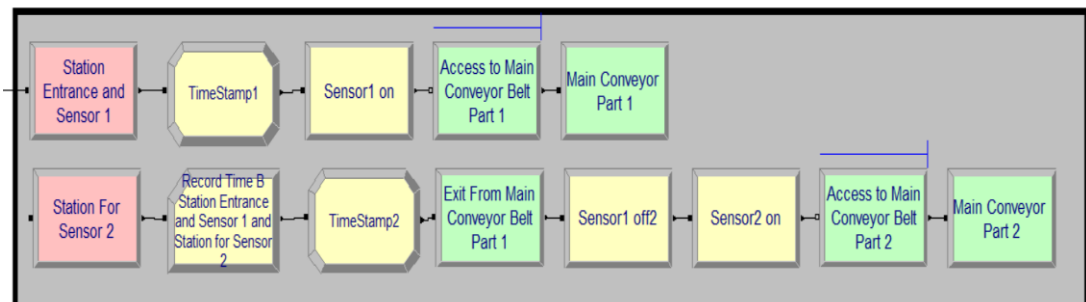 Station
Entrance and
Sensor 1
TimeStamp1
Sensor1 on
Access to Main
Conveyor Belt
Part 1
Main Conveyor
Part 1
Station For
Sensor 2
Record Time B
Station Entrance
and Sensor 1 and
Station for Sensor
2
TimeStamp2
Exit From Main
Conveyor Belt
Part 1
Sensor1 off2
Sensor2 on
Access to Main
Conveyor Belt
Part 2
Main Conveyor
Part 2